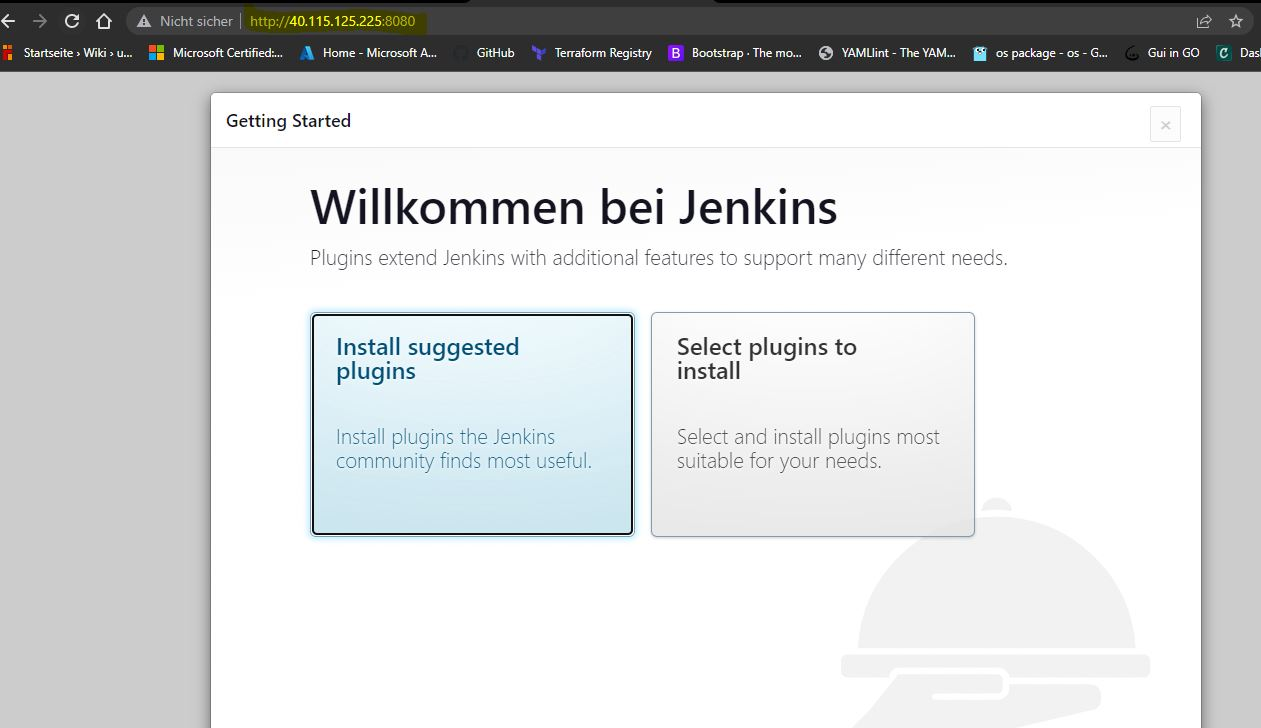 Nicht sicher | http://40.115.125.225:8080
Startseite › Wiki › u... Microsoft Certified:... Home - Microsoft A... GitHub Terraform Registry Bootstrap · The mo... YAMLlint - The YAM... os package - os - G... Gui in GO Das
Getting Started ×
Willkommen bei Jenkins
Plugins extend Jenkins with additional features to support many different needs.
Install suggested
plugins
Install plugins the Jenkins
community finds most useful.
Select plugins to
install
Select and install plugins most
suitable for your needs.